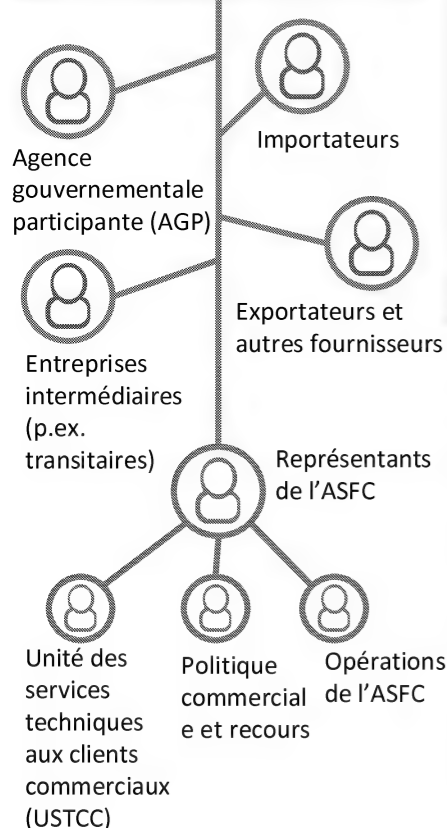 Importateurs
Agence
gouvernementale
participante (AGP)
Exportateurs et
autres fournisseurs
Entreprises
intermédiaires
(p.ex.
transitaires)
Représentants
de l'ASFC
Unité des
services
techniques
aux clients
commerciaux
(USTCC)
Politique
commercial
e et recours
Opérations
de l'ASFC